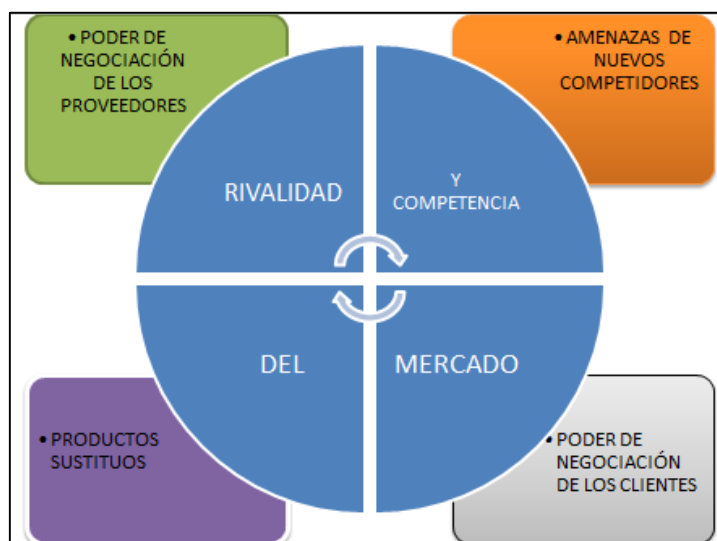 • PODER DE
NEGOCIACIÓN
DE LOS
PROVEEDORES
• AMENAZAS DE
NUEVOS
COMPETIDORES
RIVALIDAD
Y
COMPETENCIA
DEL
MERCADO
• PRODUCTOS
SUSTITUOS
• PODER DE
NEGOCIACIÓN
DE LOS CLIENTES